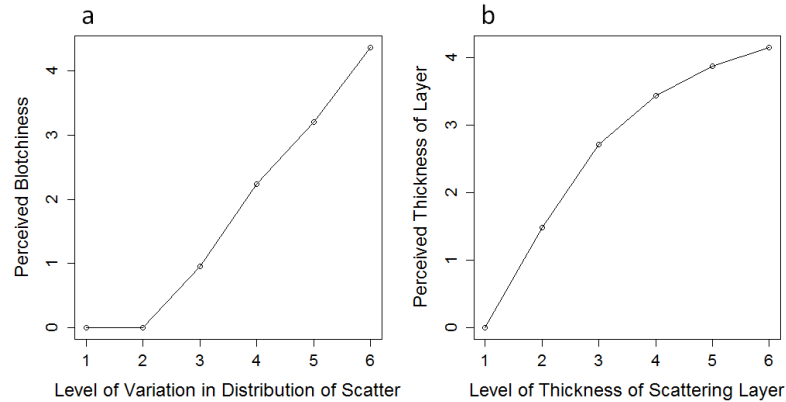 a
Perceived Blotchiness
4
3
2
1
0
1 2 3 4 5 6
Level of Variation in Distribution of Scatter
b
Perceived Thickness of Layer
4
3
2
1
0
1 2 3 4 5 6
Level of Thickness of Scattering Layer